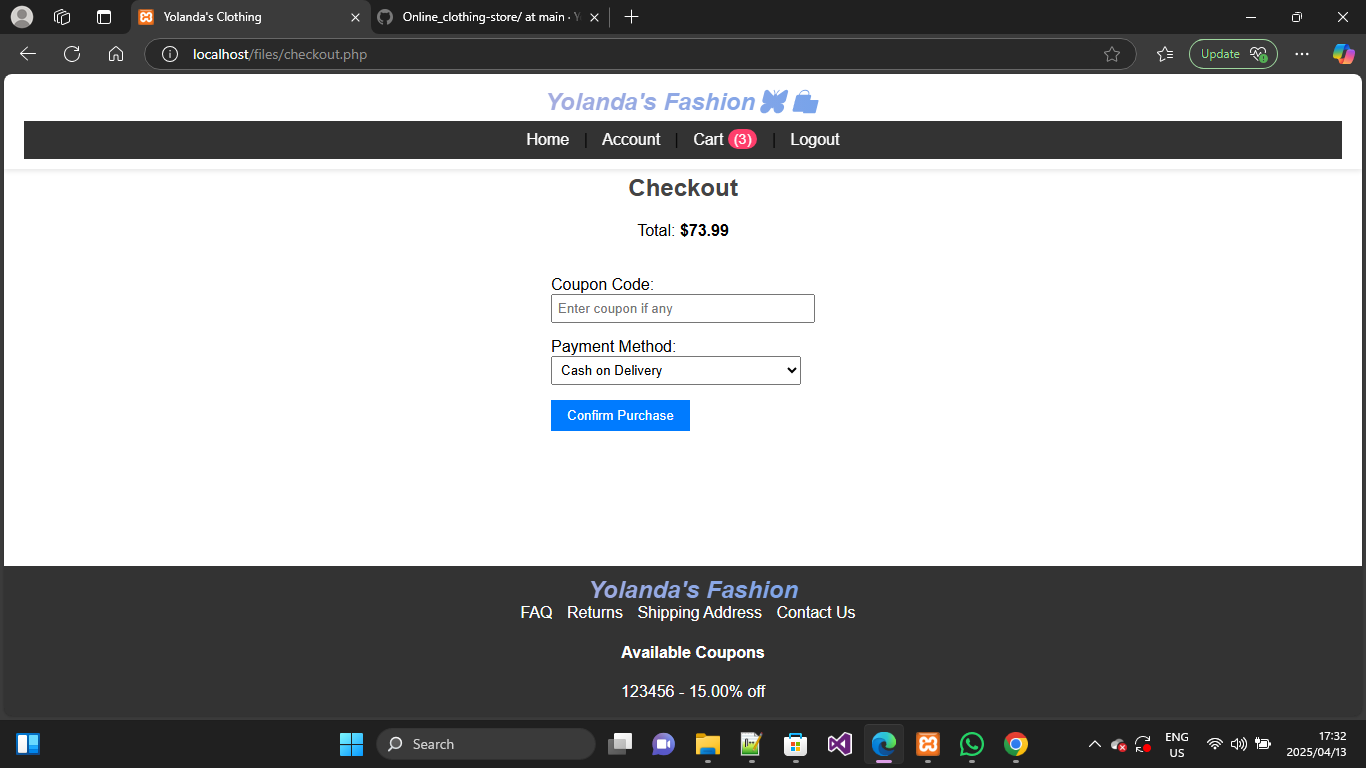 Yolanda's Clothing
Online_clothing-store/ at main ·
localhost/files/checkout.php
Update
Yolanda's Fashion
Home | Account | Cart (3) | Logout
Checkout
Total: $73.99
Coupon Code:
Enter coupon if any
Payment Method:
Cash on Delivery
Confirm Purchase
Yolanda's Fashion
FAQ Returns Shipping Address Contact Us
Available Coupons
123456 - 15.00% off
Search
ENG
US
17:32
2025/04/13